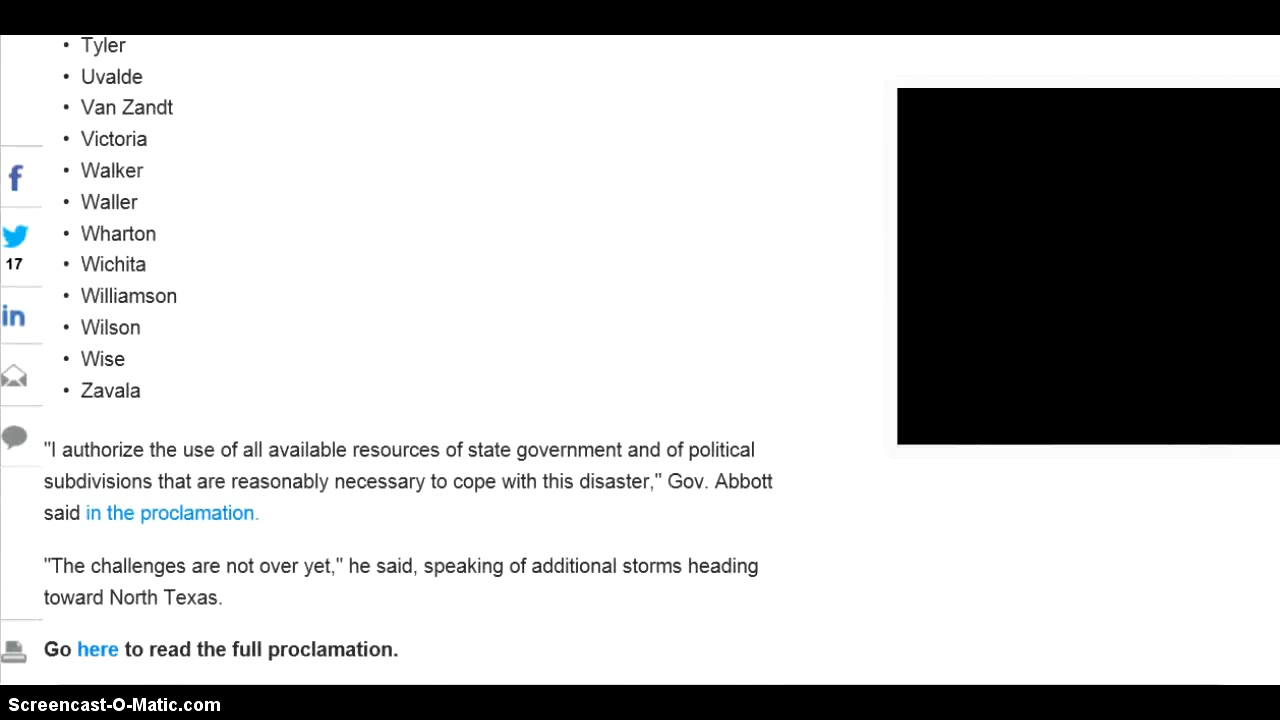 • Tyler
• Uvalde
• Van Zandt
• Victoria
• Walker
• Waller
• Wharton
17
• Wichita
• Williamson
in
• Wilson
• Wise
• Zavala
"I authorize the use of all available resources of state government and of political
subdivisions that are reasonably necessary to cope with this disaster," Gov. Abbott
said in the proclamation.
"The challenges are not over yet," he said, speaking of additional storms heading
toward North Texas.
Go here to read the full proclamation.
Screencast-O-Matic.com